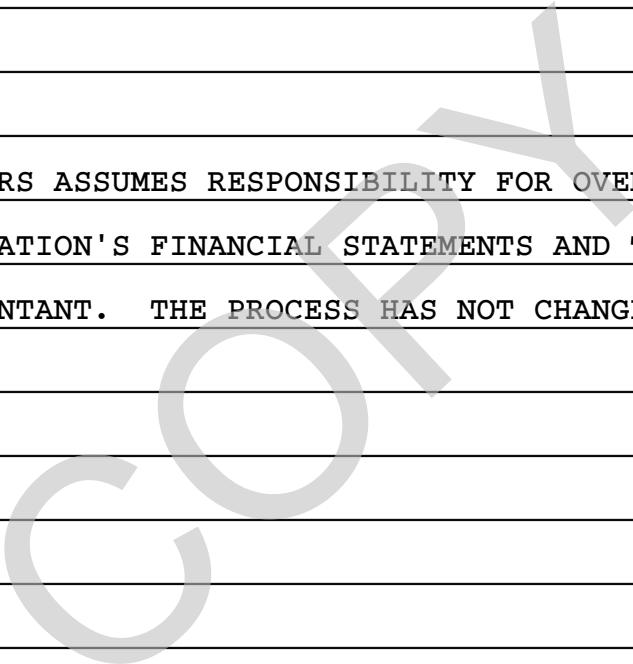 RS ASSUMES RESPONSIBILITY FOR OVE
ATION'S FINANCIAL STATEMENTS AND
NTANT. THE PROCESS HAS NOT CHANG
COPY